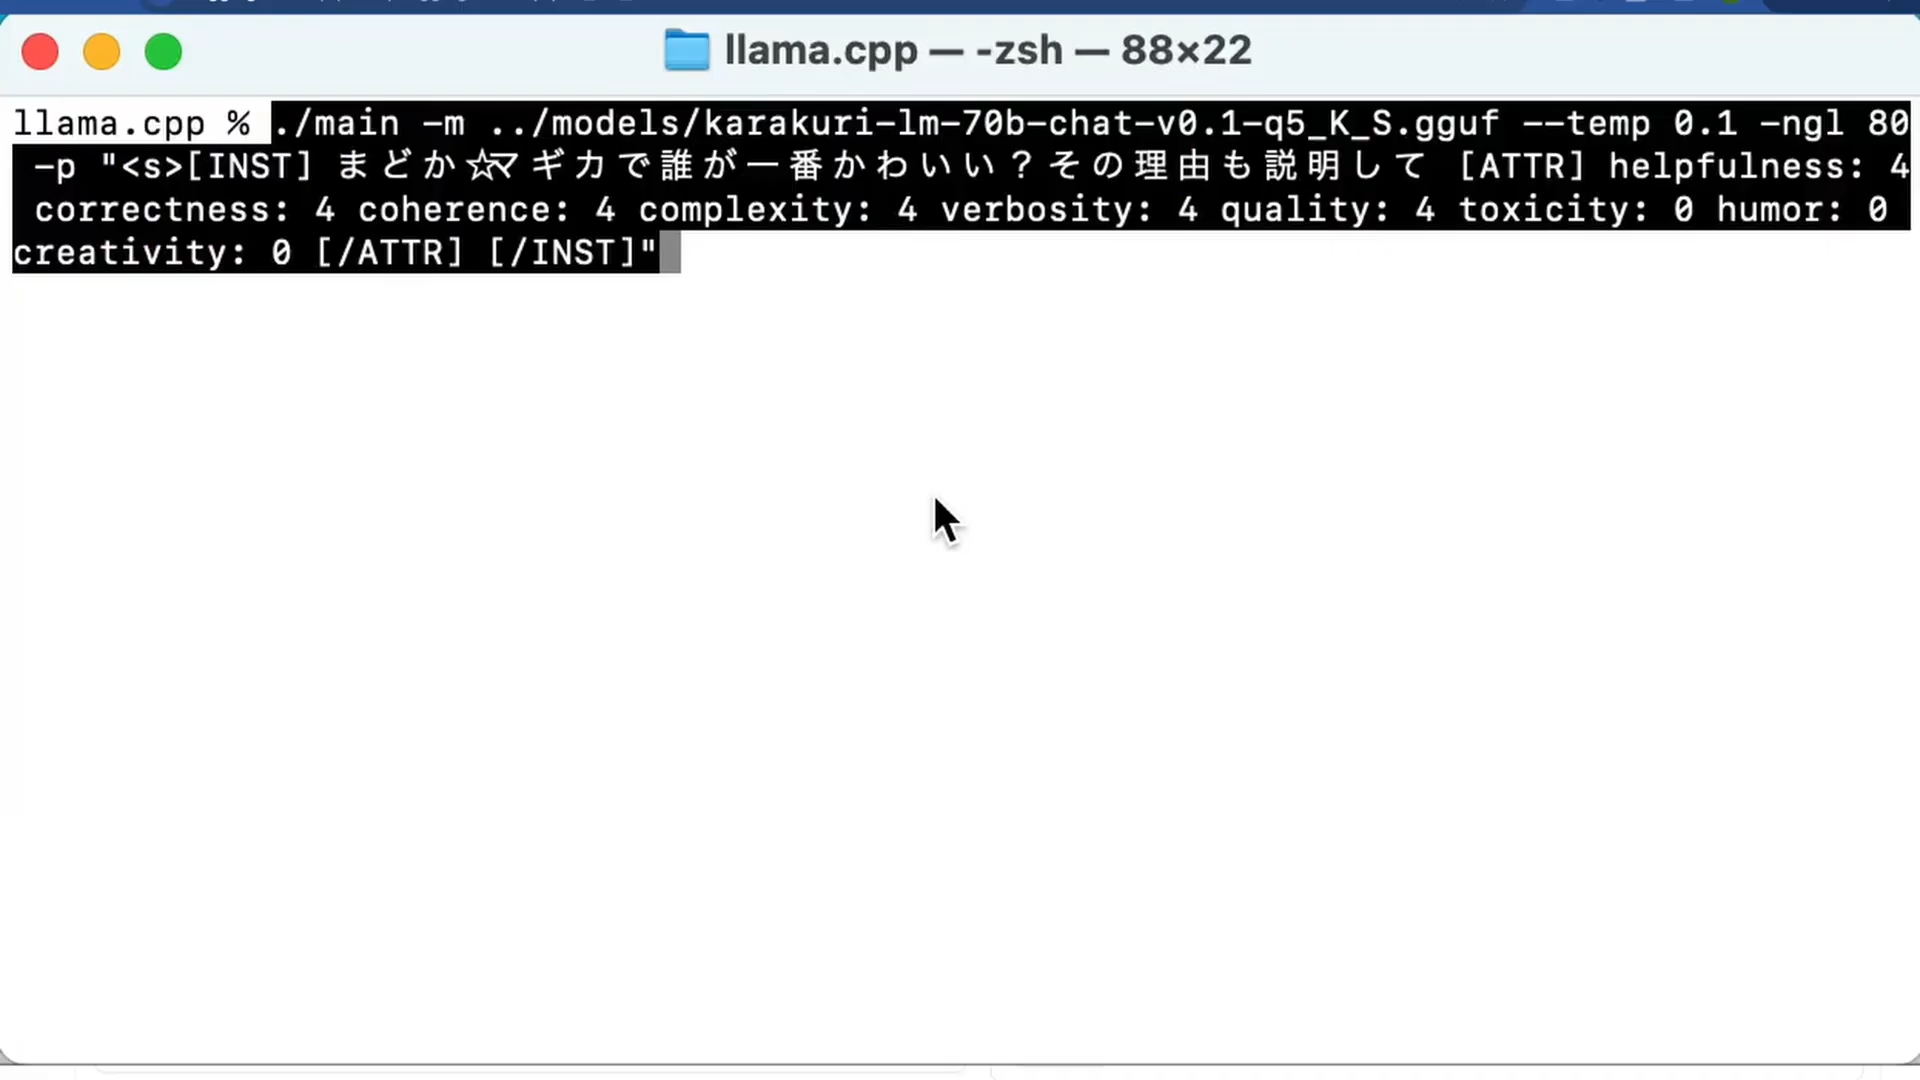 llama.cpp — -zsh — 88×22
llama.cpp % ./main -m ../models/karakuri-lm-70b-chat-v0.1-q5_K_S.gguf --temp 0.1 -ngl 80
-p "<s>[INST] まどか☆マギカで誰が一番かわいい？その理由も説明して [ATTR] helpfulness: 4
correctness: 4 coherence: 4 complexity: 4 verbosity: 4 quality: 4 toxicity: 0 humor: 0
creativity: 0 [/ATTR] [/INST]"